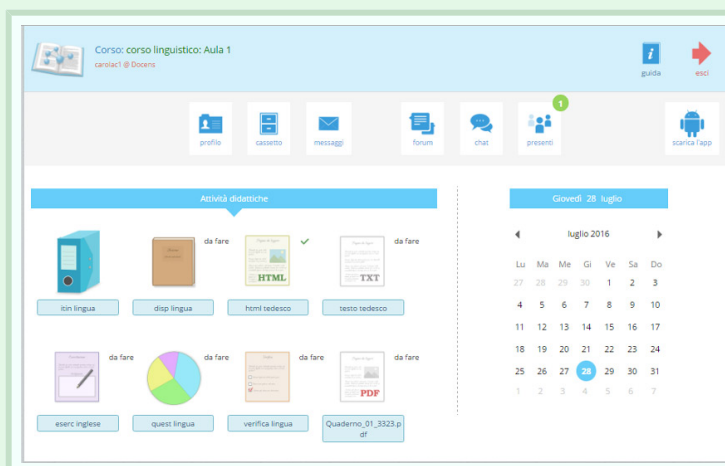 Corso: corso linguistico: Aula 1
carolac1 @ Docens
guida
esci
profilo
cassetto
messaggi
forum
chat
1
presenti
scarica l'app
Attività didattiche
Giovedì 28 luglio
da fare
da fare
HTML
TXT
itin lingua
disp lingua
html tedesco
testo tedesco
da fare
da fare
da fare
da fare
PDF
eserc inglese
quest lingua
verifica lingua
Quaderno_01_3323.p
df
luglio 2016
Lu Ma Me Gi Ve Sa Do
27 28 29 30 1 2 3
4 5 6 7 8 9 10
11 12 13 14 15 16 17
18 19 20 21 22 23 24
25 26 27 28 29 30 31
1 2 3 4 5 6 7